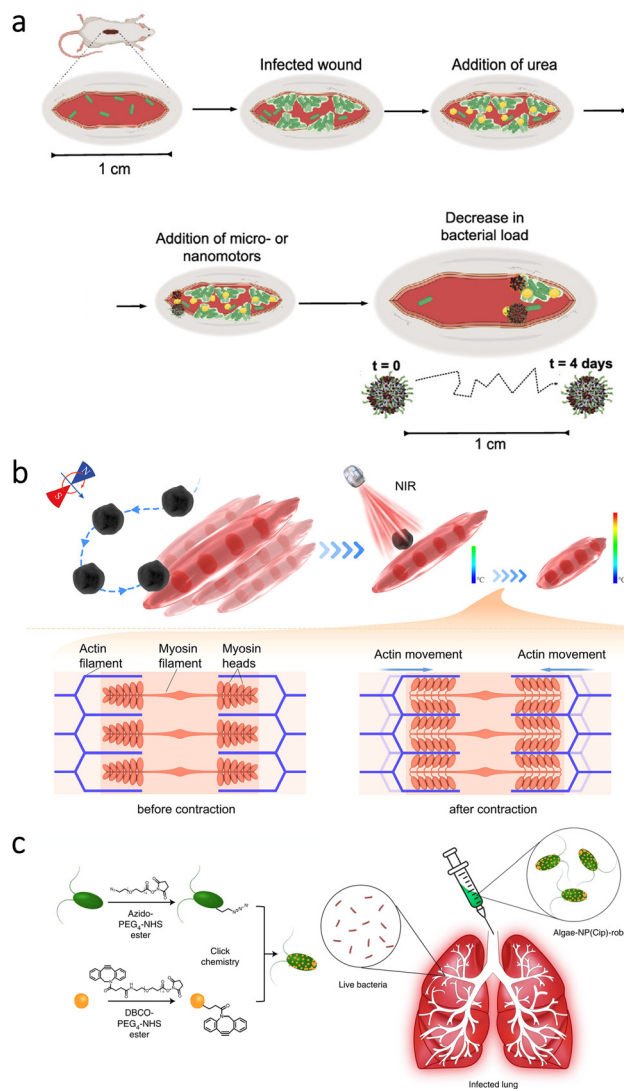 a
Infected wound
Addition of urea
1 cm
Addition of micro- or
nanomotors
Decrease in
bacterial load
t = 0
t = 4 days
1 cm
b
N
S
NIR
°C
°C
Actin
filament
Myosin
filament
Myosin
heads
Actin movement
Actin movement
before contraction
after contraction
c
Azido-
PEG4-NHS
ester
Click
chemistry
DBCO-
PEG4-NHS
ester
Live bacteria
Algae-NP(Cip)-robot
Infected lung